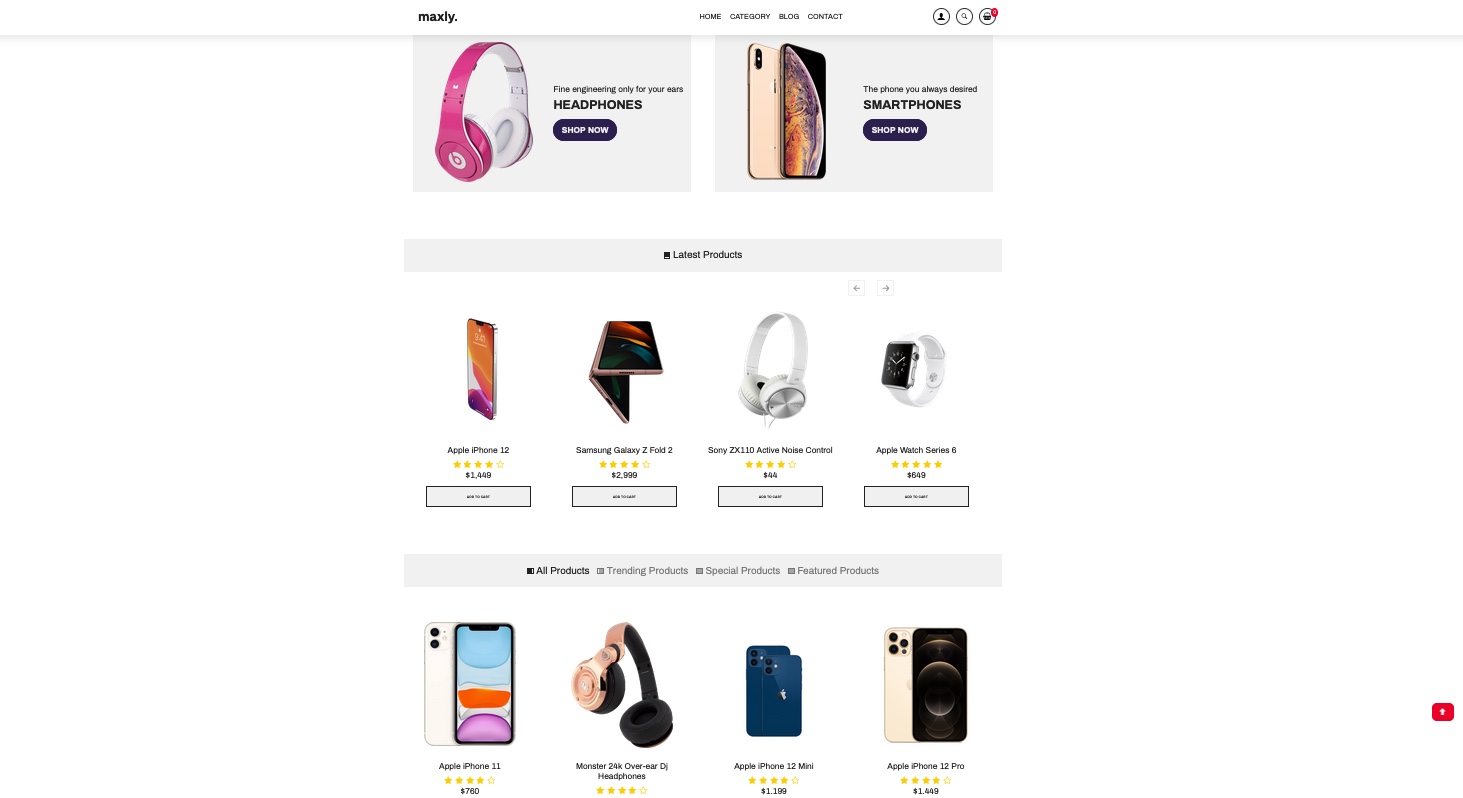 maxly.
HOME CATEGORY BLOG CONTACT
0
Fine engineering only for your ears
HEADPHONES
SHOP NOW
The phone you always desired
SMARTPHONES
SHOP NOW
Latest Products
9:41
Apple iPhone 12
$1,449
ADD TO CART
Samsung Galaxy Z Fold 2
$2,999
ADD TO CART
Sony ZX110 Active Noise Control
$44
ADD TO CART
Apple Watch Series 6
$649
ADD TO CART
All Products Trending Products Special Products Featured Products
Apple iPhone 11
$760
Monster 24k Over-ear Dj
Headphones
Apple iPhone 12 Mini
$1.199
Apple iPhone 12 Pro
$1.449